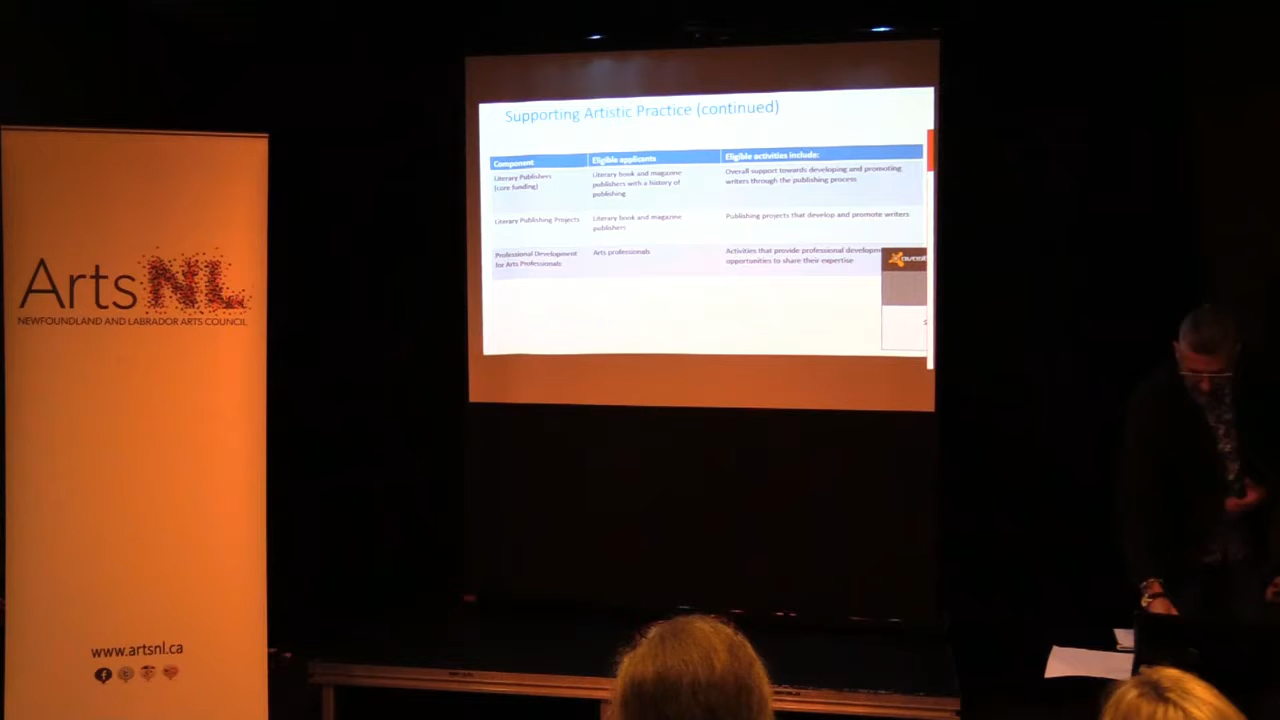 Supporting Artistic Practice (continued)
Component
Eligible applicants
Eligible activities include:
Literary Publishers
(core funding)
Literary book and magazine
publishers with a history of
publishing
Overall support towards developing and promoting
writers through the publishing process
Literary Publishing Projects
Literary book and magazine
publishers
Publishing projects that develop and promote writers
Professional Development
for Arts Professionals
Arts professionals
Activities that provide professional developm
opportunities to share their expertise
avast
Arts NL
NEWFOUNDLAND AND LABRADOR ARTS COUNCIL
www.artsnl.ca